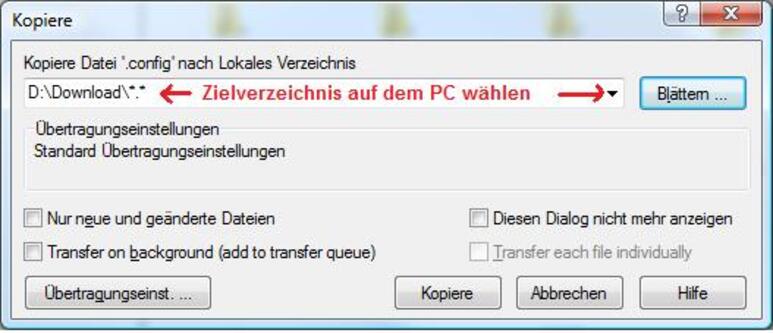 Kopiere
Kopiere Datei '.config' nach Lokales Verzeichnis
D:\Download\*.* Zielverzeichnis auf dem PC wählen
Blättern ...
Übertragungseinstellungen
Standard Übertragungseinstellungen
Nur neue und geänderte Dateien
Diesen Dialog nicht mehr anzeigen
Transfer on background (add to transfer queue)
Transfer each file individually
Übertragungseinst. ...
Kopiere
Abbrechen
Hilfe